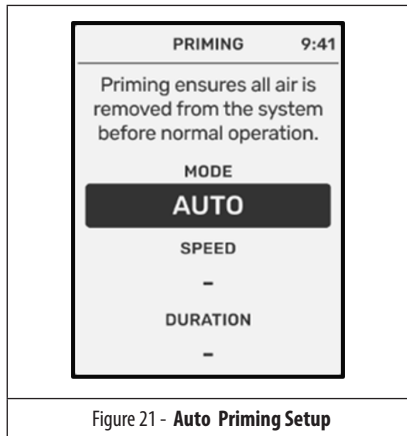 PRIMING 9:41
Priming ensures all air is
removed from the system
before normal operation.
MODE
AUTO
SPEED
-
DURATION
-
Figure 21 - Auto Priming Setup